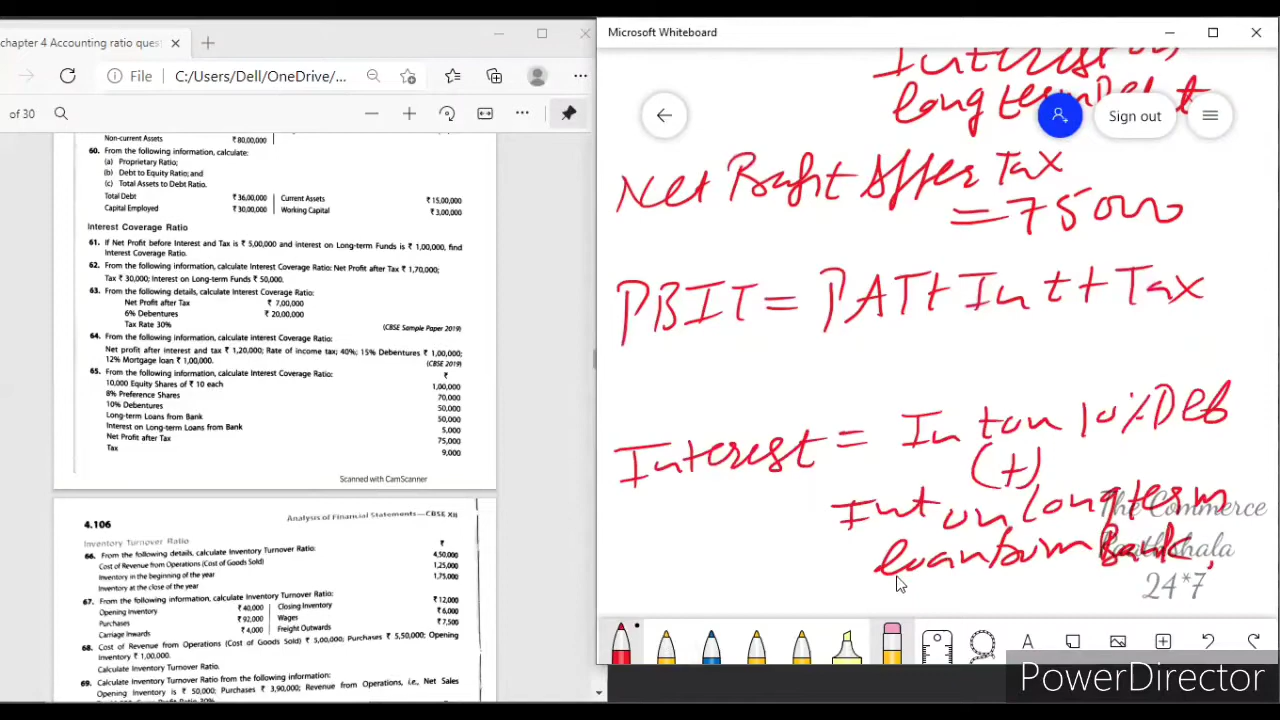 chapter 4 Accounting ratio ques
File
C:/Users/Dell/OneDrive/...
of 30
Non-current Assets ₹ 80,00,000
60. From the following information, calculate:
(a) Proprietary Ratio;
(b) Debt to Equity Ratio; and
(c) Total Assets to Debt Ratio.
Total Debt ₹ 36,00,000 Current Assets ₹ 15,00,000
Capital Employed ₹ 30,00,000 Working Capital ₹ 3,00,000
Interest Coverage Ratio
61. If Net Profit before Interest and Tax is ₹ 5,00,000 and interest on Long-term Funds is ₹ 1,00,000, find
Interest Coverage Ratio.
62. From the following information, calculate Interest Coverage Ratio: Net Profit after Tax ₹ 1,70,000;
Tax ₹ 30,000; Interest on Long-term Funds ₹ 50,000.
63. From the following details, calculate Interest Coverage Ratio:
Net Profit after Tax ₹ 7,00,000
6% Debentures ₹ 20,00,000
Tax Rate 30% (CBSE Sample Paper 2019)
64. From the following information, calculate Interest Coverage Ratio:
Net profit after interest and tax ₹ 1,20,000; Rate of income tax; 40%; 15% Debentures ₹ 1,00,000;
12% Mortgage loan ₹ 1,00,000. (CBSE 2019)
65. From the following information, calculate Interest Coverage Ratio: ₹
10,000 Equity Shares of ₹ 10 each 1,00,000
8% Preference Shares 70,000
10% Debentures 50,000
Long-term Loans from Bank 50,000
Interest on Long-term Loans from Bank 5,000
Net Profit after Tax 75,000
Tax 9,000
Scanned with CamScanner
4.106 Analysis of Financial Statements—CBSE XII
Inventory Turnover Ratio ₹
66. From the following details, calculate Inventory Turnover Ratio:
Cost of Revenue from Operations (Cost of Goods Sold) 4,50,000
Inventory in the beginning of the year 1,25,000
Inventory at the close of the year 1,75,000
67. From the following information, calculate Inventory Turnover Ratio:
Opening Inventory ₹ 40,000 Closing Inventory ₹ 12,000
Purchases ₹ 92,000 Wages ₹ 6,000
Carriage Inwards ₹ 4,000 Freight Outwards ₹ 7,500
68. Cost of Revenue from Operations (Cost of Goods Sold) ₹ 5,00,000; Purchases ₹ 5,50,000; Opening
Inventory ₹ 1,00,000.
Calculate Inventory Turnover Ratio.
69. Calculate Inventory Turnover Ratio from the following information:
Opening Inventory is ₹ 50,000; Purchases ₹ 3,90,000; Revenue from Operations, i.e., Net Sales
Microsoft Whiteboard
Sign out
Interest on
long term Debt
Net Profit After Tax
= 75000
PBIT = PAT + Int + Tax
Interest = Int on 10% Deb
(+)
Int on long term
loan from Bank,
The Commerce
Paathshala
24*7
PowerDirector